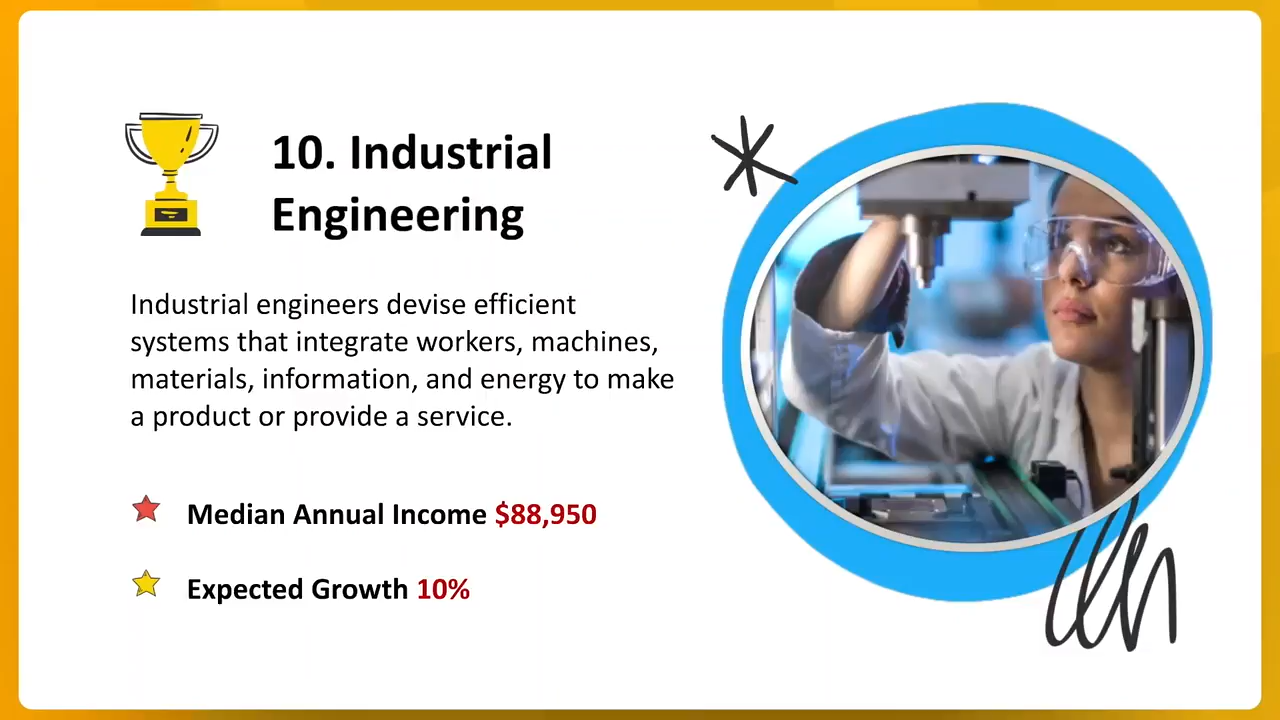 10. Industrial
Engineering
Industrial engineers devise efficient
systems that integrate workers, machines,
materials, information, and energy to make
a product or provide a service.
Median Annual Income $88,950
Expected Growth 10%